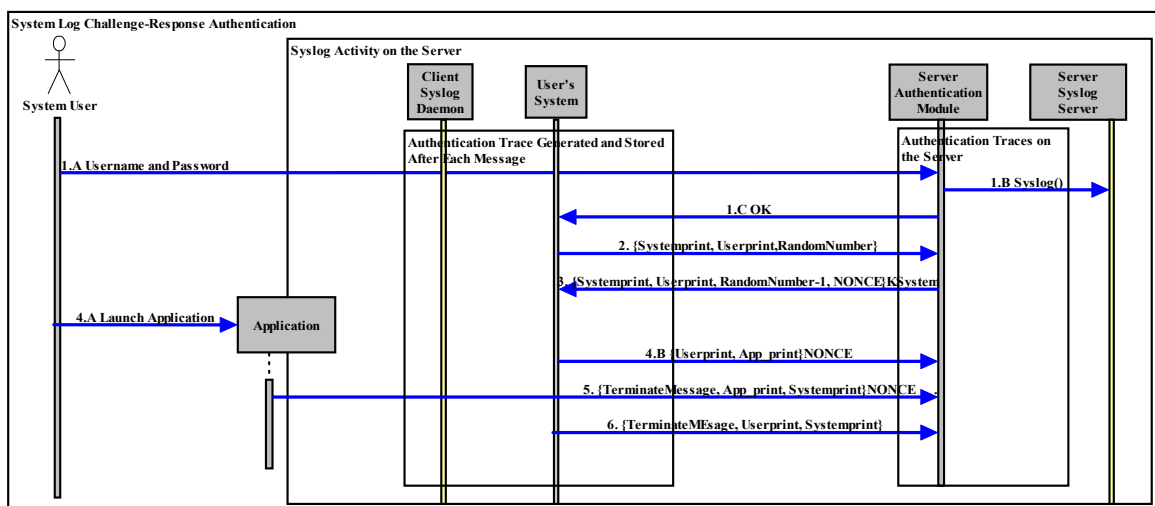 System Log Challenge-Response Authentication
System User
Syslog Activity on the Server
Client
Syslog
Daemon
User's
System
Server
Authentication
Module
Server
Syslog
Server
Authentication Trace Generated and Stored
After Each Message
Authentication Traces on
the Server
1.A Username and Password
1.B Syslog()
1.C OK
2. {Systemprint, Userprint,RandomNumber}
3. {Systemprint, Userprint, RandomNumber-1, NONCE}KSystem
4.A Launch Application
Application
4.B {Userprint, App_print}NONCE
5. {TerminateMessage, App_print, Systemprint}NONCE .
6. {TerminateMEsage, Userprint, Systemprint}